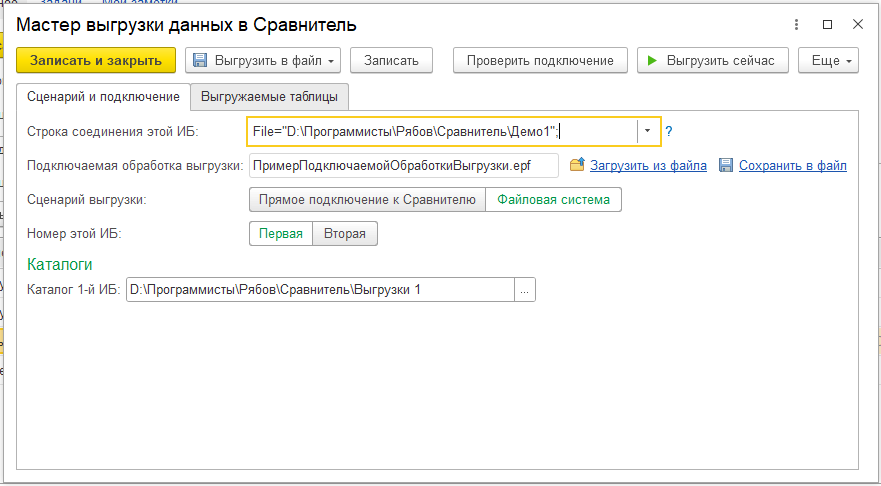 Мастер выгрузки данных в Сравнитель
Записать и закрыть Выгрузить в файл Записать Проверить подключение Выгрузить сейчас Еще
Сценарий и подключение Выгружаемые таблицы
Строка соединения этой ИБ: File="D:\Программисты\Рябов\Сравнитель\Демо1"; ?
Подключаемая обработка выгрузки: ПримерПодключаемойОбработкиВыгрузки.epf Загрузить из файла Сохранить в файл
Сценарий выгрузки: Прямое подключение к Сравнителю Файловая система
Номер этой ИБ: Первая Вторая
Каталоги
Каталог 1-й ИБ: D:\Программисты\Рябов\Сравнитель\Выгрузки 1 ...